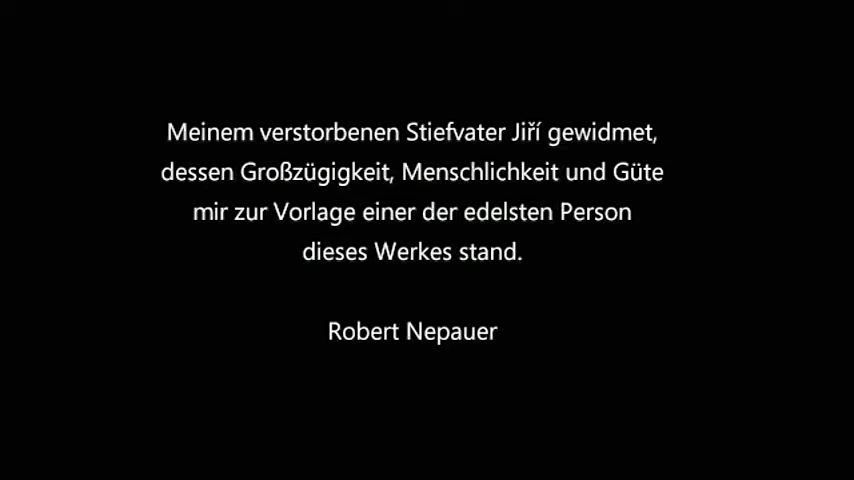 Meinem verstorbenen Stiefvater Jiří gewidmet,
dessen Großzügigkeit, Menschlichkeit und Güte
mir zur Vorlage einer der edelsten Person
dieses Werkes stand.
Robert Nepauer